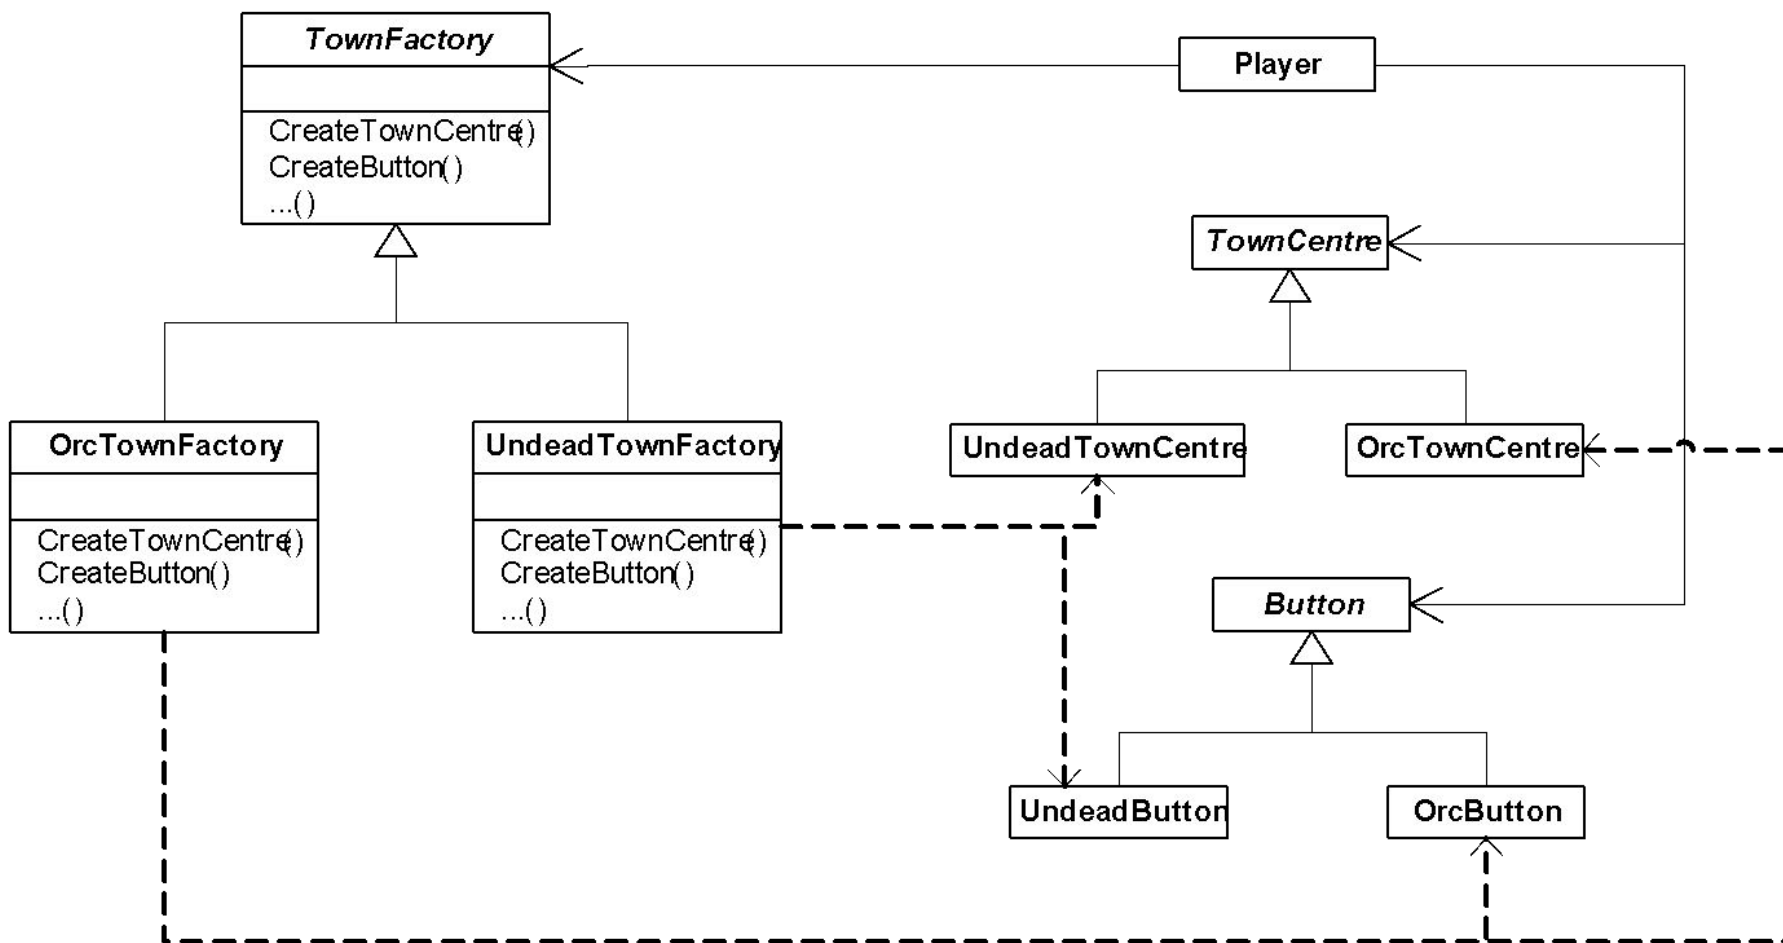 TownFactory
CreateTownCentre()
CreateButton()
...()
Player
TownCentre
OrcTownFactory
CreateTownCentre()
CreateButton()
...()
UndeadTownFactory
CreateTownCentre()
CreateButton()
...()
UndeadTownCentre
OrcTownCentre
Button
UndeadButton
OrcButton